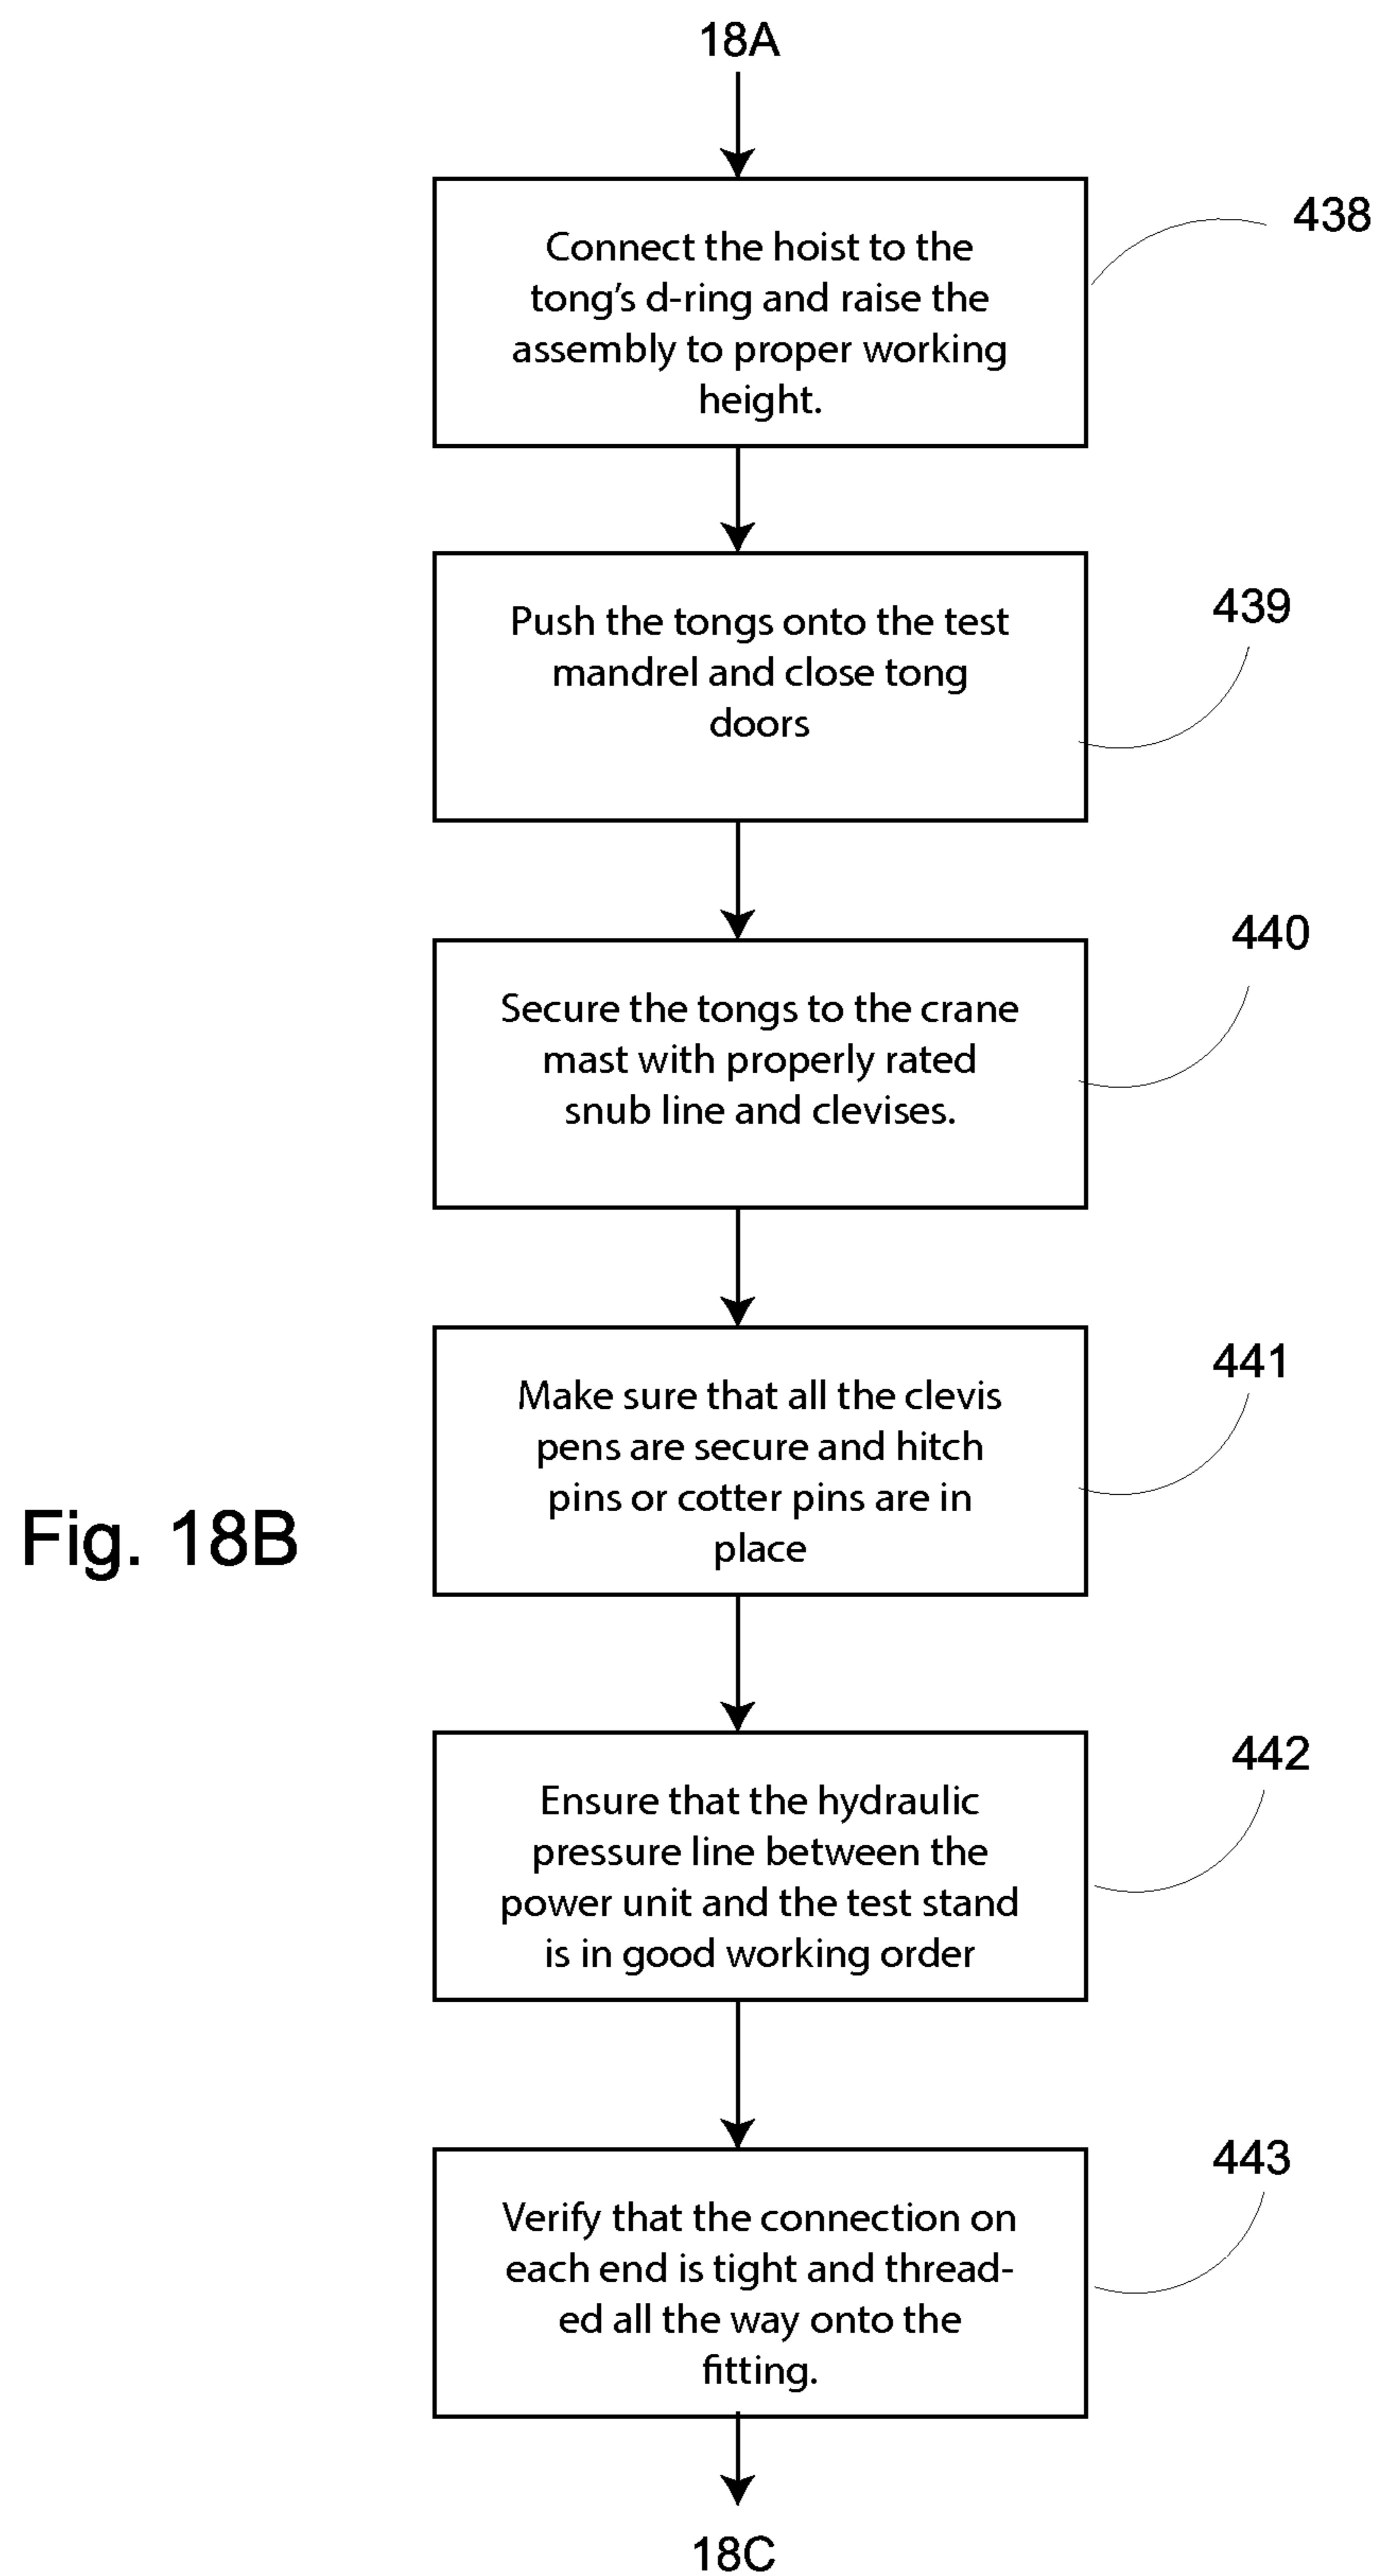 18A
Connect the hoist to the
tong's d-ring and raise the
assembly to proper working
height.
438
Push the tongs onto the test
mandrel and close tong
doors
439
Secure the tongs to the crane
mast with properly rated
snub line and clevises.
440
Make sure that all the clevis
pens are secure and hitch
pins or cotter pins are in
place
441
Fig. 18B
Ensure that the hydraulic
pressure line between the
power unit and the test stand
is in good working order
442
Verify that the connection on
each end is tight and thread-
ed all the way onto the
fitting.
443
18C